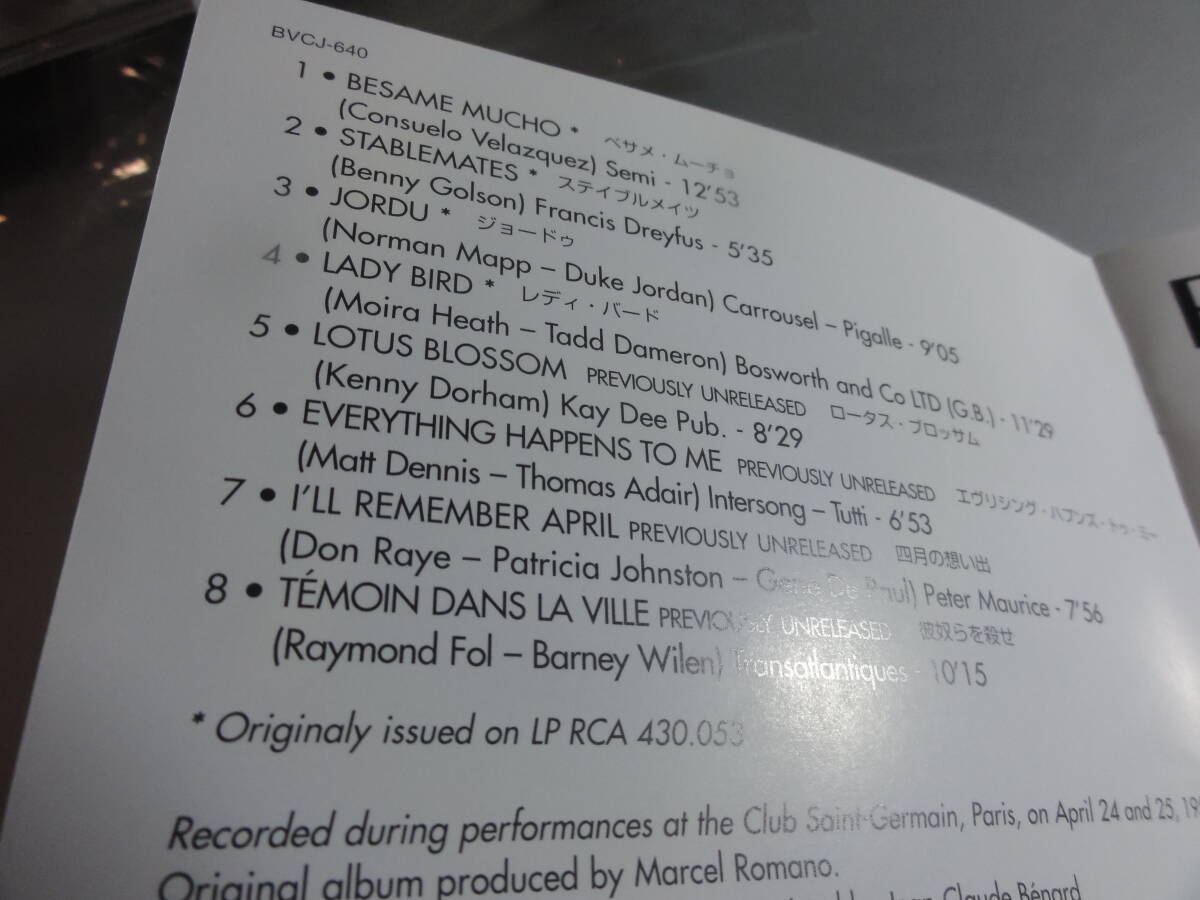 BVCJ-640
1 • BESAME MUCHO * ベサメ・ムーチョ
(Consuelo Velazquez) Semi - 12'53
2 • STABLEMATES * ステイブルメイツ
(Benny Golson) Francis Dreyfus - 5'35
3 • JORDU * ジョードゥ
(Norman Mapp – Duke Jordan) Carrousel – Pigalle - 9'05
4 • LADY BIRD * レディ・バード
(Moira Heath – Tadd Dameron) Bosworth and Co LTD (G.B.) - 11'29
5 • LOTUS BLOSSOM PREVIOUSLY UNRELEASED ロータス・ブロッサム
(Kenny Dorham) Kay Dee Pub. - 8'29
6 • EVERYTHING HAPPENS TO ME PREVIOUSLY UNRELEASED エヴリシング・ハプンズ・トゥ・ミー
(Matt Dennis – Thomas Adair) Intersong – Tutti - 6'53
7 • I'LL REMEMBER APRIL PREVIOUSLY UNRELEASED 四月の想い出
(Don Raye – Patricia Johnston – Gene De Paul) Peter Maurice - 7'56
8 • TÉMOIN DANS LA VILLE PREVIOUSLY UNRELEASED 彼奴らを殺せ
(Raymond Fol – Barney Wilen) Transatlantiques - 10'15
* Originaly issued on LP RCA 430.053
Recorded during performances at the Club Saint-Germain, Paris, on April 24 and 25, 19
Original album produced by Marcel Romano.
Jean Claude Bénard